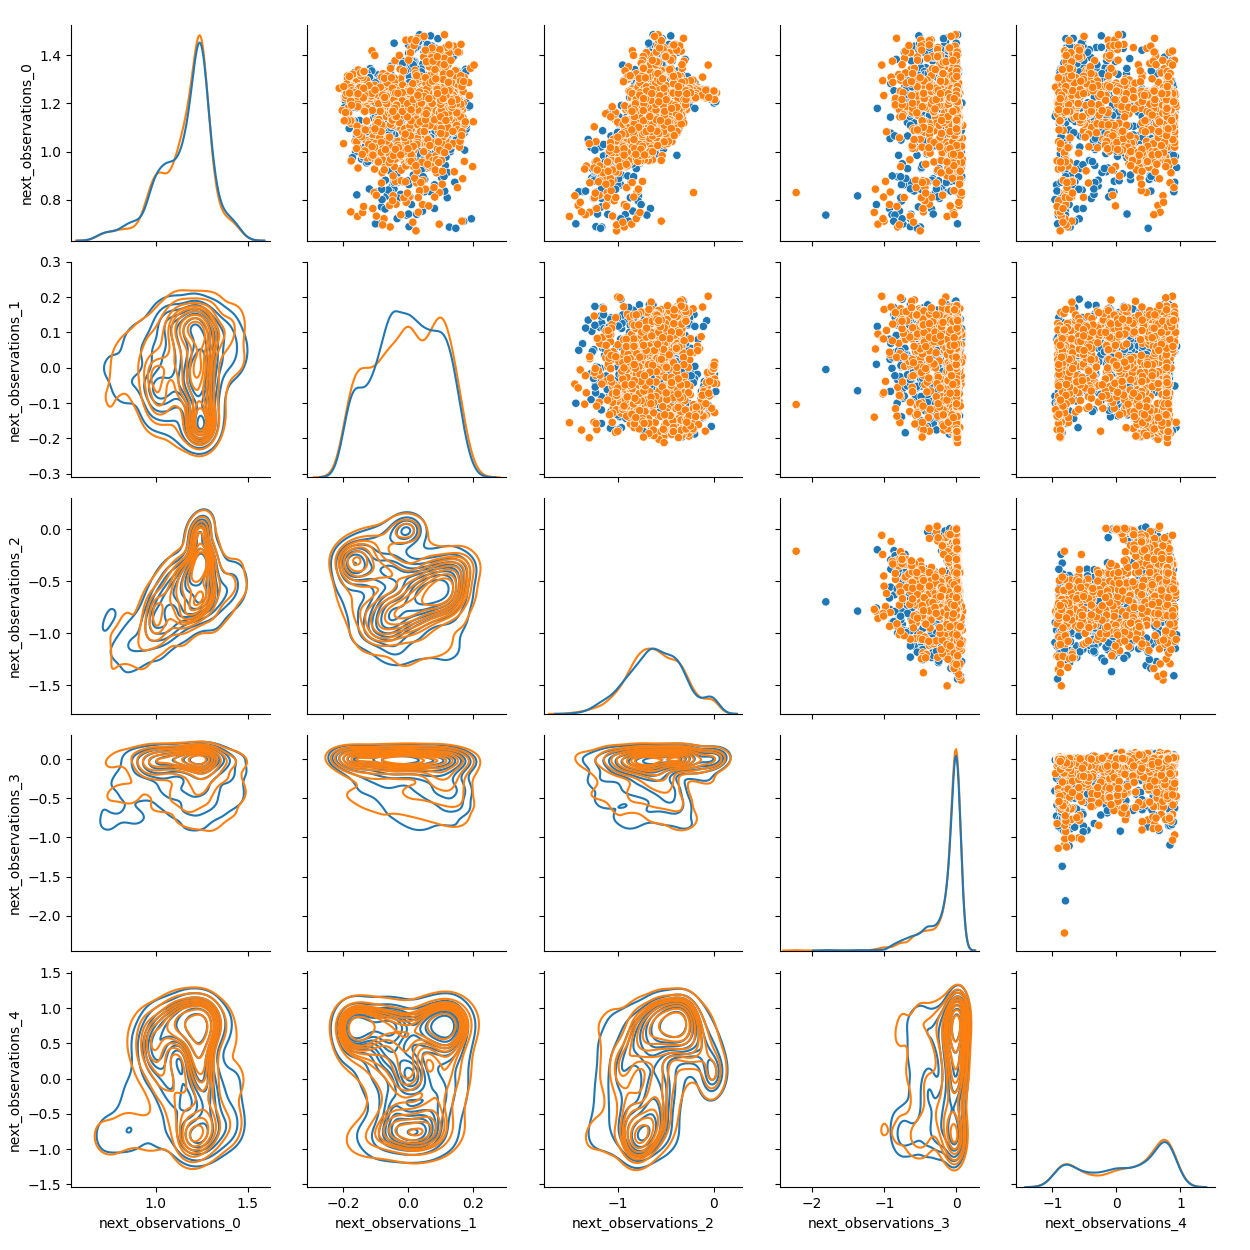 next_observations_0
1.4
1.2
1.0
0.8
next_observations_1
0.3
0.2
0.1
0.0
−0.1
−0.2
−0.3
next_observations_2
0.0
−0.5
−1.0
−1.5
next_observations_3
0.0
−0.5
−1.0
−1.5
−2.0
next_observations_4
1.5
1.0
0.5
0.0
−0.5
−1.0
−1.5
1.0 1.5
−0.2 0.0 0.2
−1 0
−2 −1 0
−1 0 1
next_observations_0
next_observations_1
next_observations_2
next_observations_3
next_observations_4